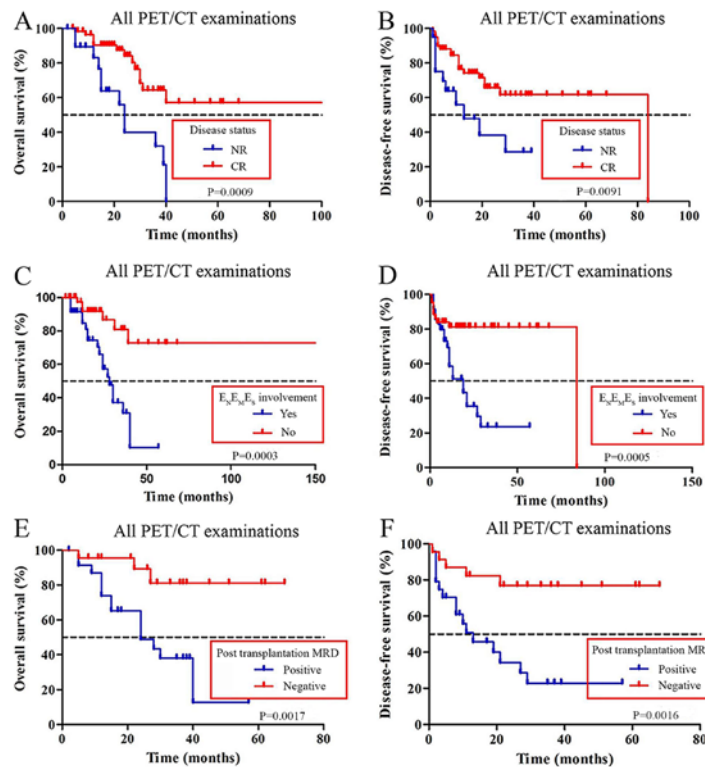 A
All PET/CT examinations
Overall survival (%)
100
80
60
40
20
0
Disease status
NR
CR
P=0.0009
0 20 40 60 80 100
Time (months)
B
All PET/CT examinations
Disease-free survival (%)
100
80
60
40
20
0
Disease status
NR
CR
P=0.0091
0 20 40 60 80 100
Time (months)
C
All PET/CT examinations
Overall survival (%)
100
80
60
40
20
0
E_NE_ME_S involvement
Yes
No
P=0.0003
0 50 100 150
Time (months)
D
All PET/CT examinations
Disease-free survival (%)
100
80
60
40
20
0
E_NE_ME_S involvement
Yes
No
P=0.0005
0 50 100 150
Time (months)
E
All PET/CT examinations
Overall survival (%)
100
80
60
40
20
0
Post transplantation MRD
Positive
Negative
P=0.0017
0 20 40 60 80
Time (months)
F
All PET/CT examinations
Disease-free survival (%)
100
80
60
40
20
0
Post transplantation MR
Positive
Negative
P=0.0016
0 20 40 60 80
Time (months)